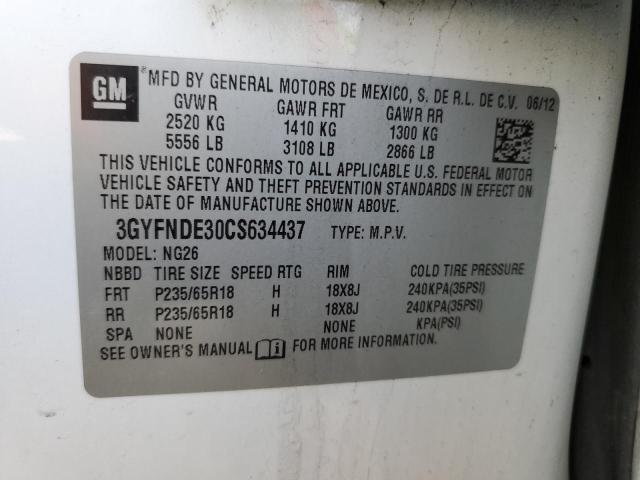 GM
MFD BY GENERAL MOTORS DE MEXICO, S. DE R.L. DE C.V. 06/12
GVWR GAWR FRT GAWR RR
2520 KG 1410 KG 1300 KG
5556 LB 3108 LB 2866 LB
THIS VEHICLE CONFORMS TO ALL APPLICABLE U.S. FEDERAL MOTOR
VEHICLE SAFETY AND THEFT PREVENTION STANDARDS IN EFFECT ON
THE DATE OF MANUFACTURE SHOWN ABOVE.
3GYFNDE30CS634437 TYPE: M.P.V.
MODEL: NG26
NBBD TIRE SIZE SPEED RTG RIM COLD TIRE PRESSURE
FRT P235/65R18 H 18X8J 240KPA(35PSI)
RR P235/65R18 H 18X8J 240KPA(35PSI)
SPA NONE NONE KPA(PSI)
SEE OWNER'S MANUAL FOR MORE INFORMATION.